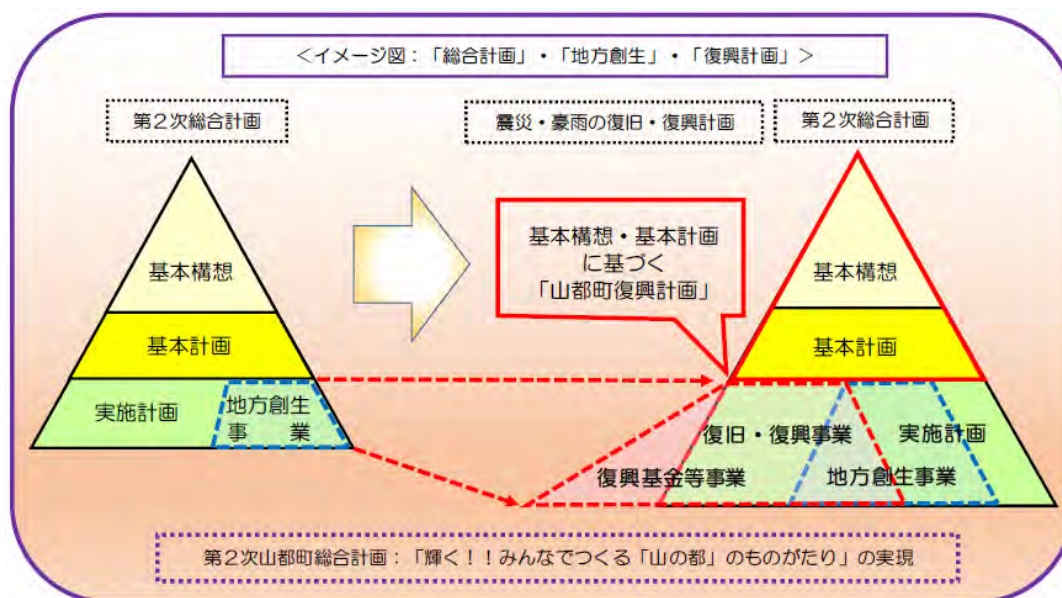 ＜イメージ図：「総合計画」・「地方創生」・「復興計画」＞
第２次総合計画
震災・豪雨の復旧・復興計画
第２次総合計画
基本構想
基本計画
実施計画
地方創生
事　業
基本構想・基本計画
に基づく
「山都町復興計画」
基本構想
基本計画
復旧・復興事業
実施計画
復興基金等事業
地方創生事業
第２次山都町総合計画：「輝く！！みんなでつくる「山の都」のものがたり」の実現